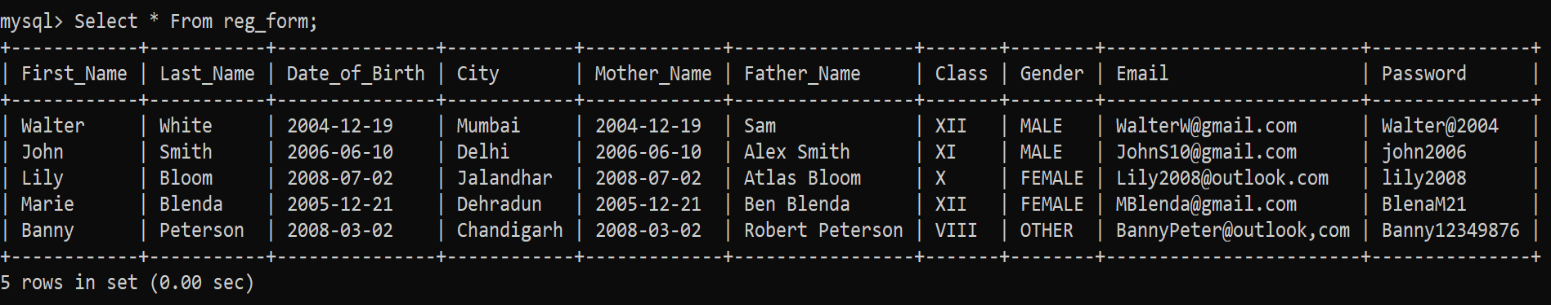 mysql> Select * From reg_form;
+------------+-----------+---------------+------------+-------------+-----------------+-------+--------+------------------------+---------------+
| First_Name | Last_Name | Date_of_Birth | City       | Mother_Name | Father_Name     | Class | Gender | Email                  | Password      |
+------------+-----------+---------------+------------+-------------+-----------------+-------+--------+------------------------+---------------+
| Walter     | White     | 2004-12-19    | Mumbai     | 2004-12-19  | Sam             | XII   | MALE   | WalterW@gmail.com      | Walter@2004   |
| John       | Smith     | 2006-06-10    | Delhi      | 2006-06-10  | Alex Smith      | XI    | MALE   | JohnS10@gmail.com      | john2006      |
| Lily       | Bloom     | 2008-07-02    | Jalandhar  | 2008-07-02  | Atlas Bloom     | X     | FEMALE | Lily2008@outlook.com   | lily2008      |
| Marie      | Blenda    | 2005-12-21    | Dehradun   | 2005-12-21  | Ben Blenda      | XII   | FEMALE | MBlenda@gmail.com      | BlenaM21      |
| Banny      | Peterson  | 2008-03-02    | Chandigarh | 2008-03-02  | Robert Peterson | VIII  | OTHER  | BannyPeter@outlook,com | Banny12349876 |
+------------+-----------+---------------+------------+-------------+-----------------+-------+--------+------------------------+---------------+
5 rows in set (0.00 sec)